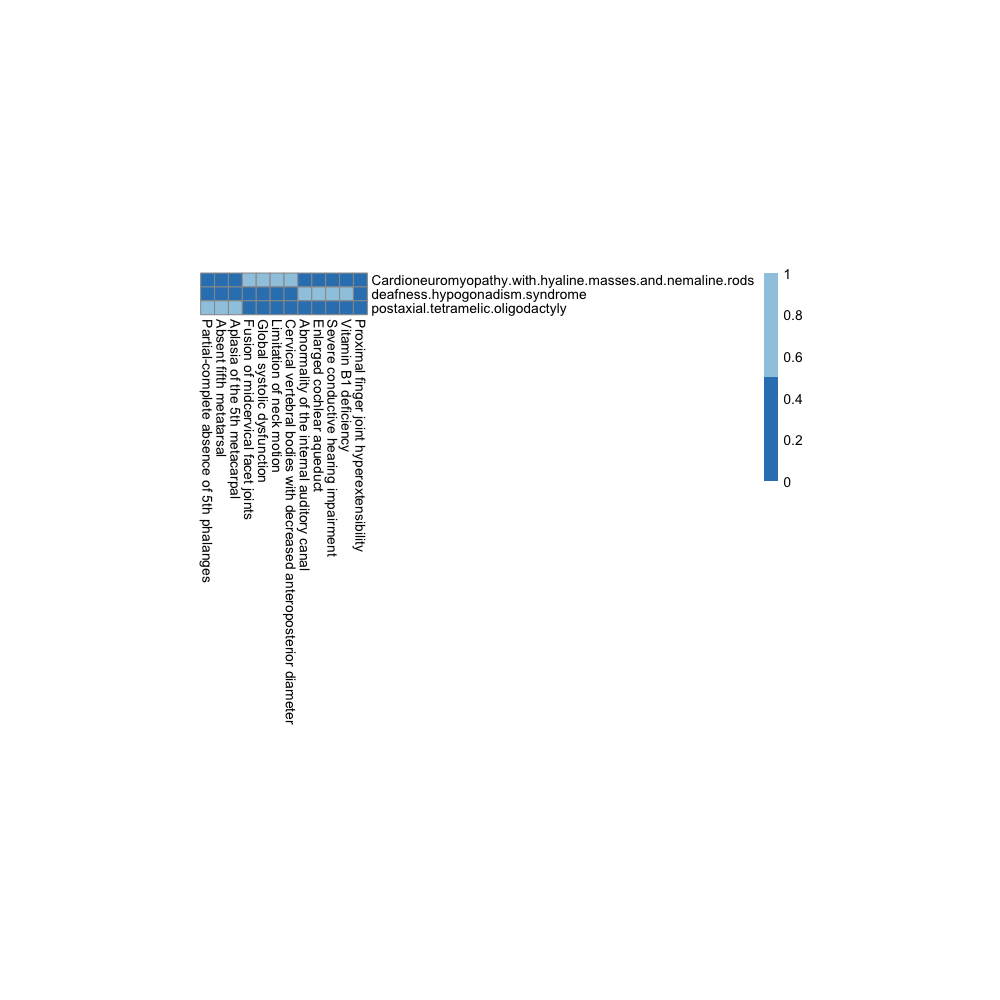 Cardioneuromyopathy.with.hyaline.masses.and.nemaline.rods
deafness.hypogonadism.syndrome
postaxial.tetramelic.oligodactyly
1
0.8
0.6
0.4
0.2
0
Partial-complete absence of 5th phalanges
Absent fifth metatarsal
Aplasia of the 5th metacarpal
Fusion of midcervical facet joints
Global systolic dysfunction
Limitation of neck motion
Cervical vertebral bodies with decreased anteroposterior diameter
Abnormality of the internal auditory canal
Enlarged cochlear aqueduct
Severe conductive hearing impairment
Vitamin B1 deficiency
Proximal finger joint hyperextensibility